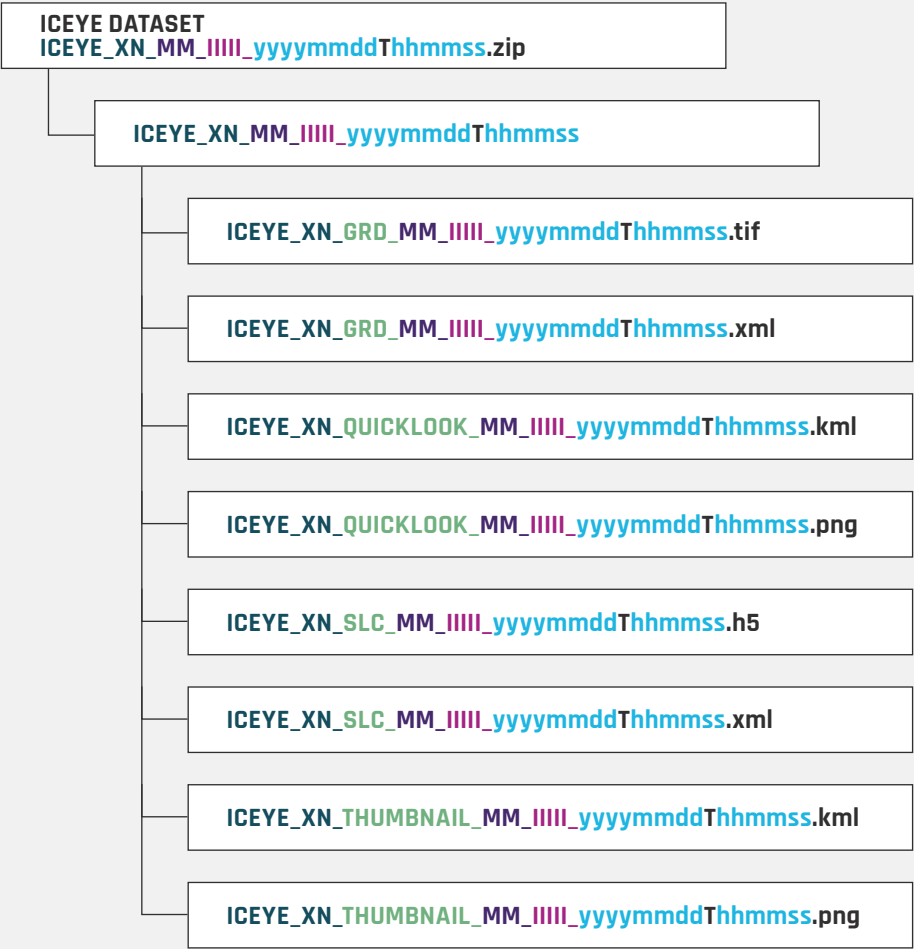 ICEYE DATASET
ICEYE_XN_MM_IIIII_yyyymmddThhmmss.zip
ICEYE_XN_MM_IIIII_yyyymmddThhmmss
ICEYE_XN_GRD_MM_IIIII_yyyymmddThhmmss.tif
ICEYE_XN_GRD_MM_IIIII_yyyymmddThhmmss.xml
ICEYE_XN_QUICKLOOK_MM_IIIII_yyyymmddThhmmss.kml
ICEYE_XN_QUICKLOOK_MM_IIIII_yyyymmddThhmmss.png
ICEYE_XN_SLC_MM_IIIII_yyyymmddThhmmss.h5
ICEYE_XN_SLC_MM_IIIII_yyyymmddThhmmss.xml
ICEYE_XN_THUMBNAIL_MM_IIIII_yyyymmddThhmmss.kml
ICEYE_XN_THUMBNAIL_MM_IIIII_yyyymmddThhmmss.png